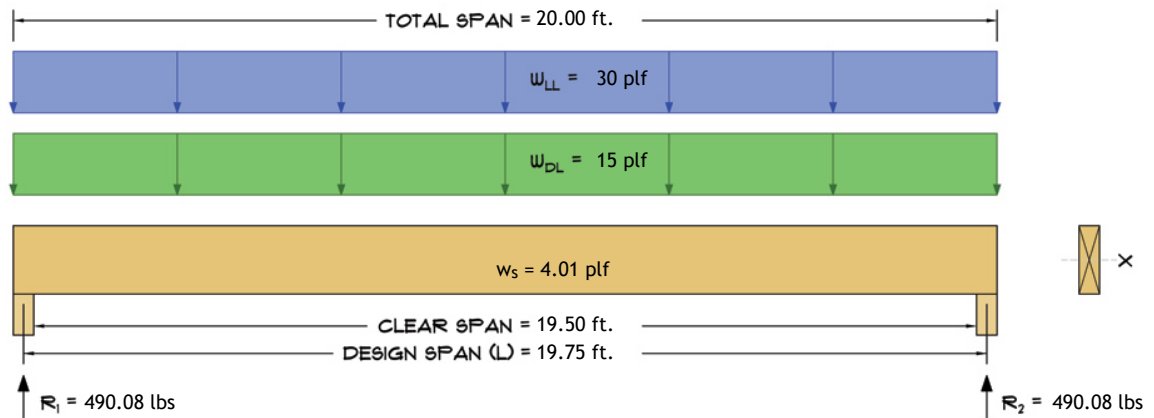 TOTAL SPAN = 20.00 ft.
WLL = 30 plf
WDL = 15 plf
ws = 4.01 plf
X
CLEAR SPAN = 19.50 ft.
DESIGN SPAN (L) = 19.75 ft.
R1 = 490.08 lbs
R2 = 490.08 lbs